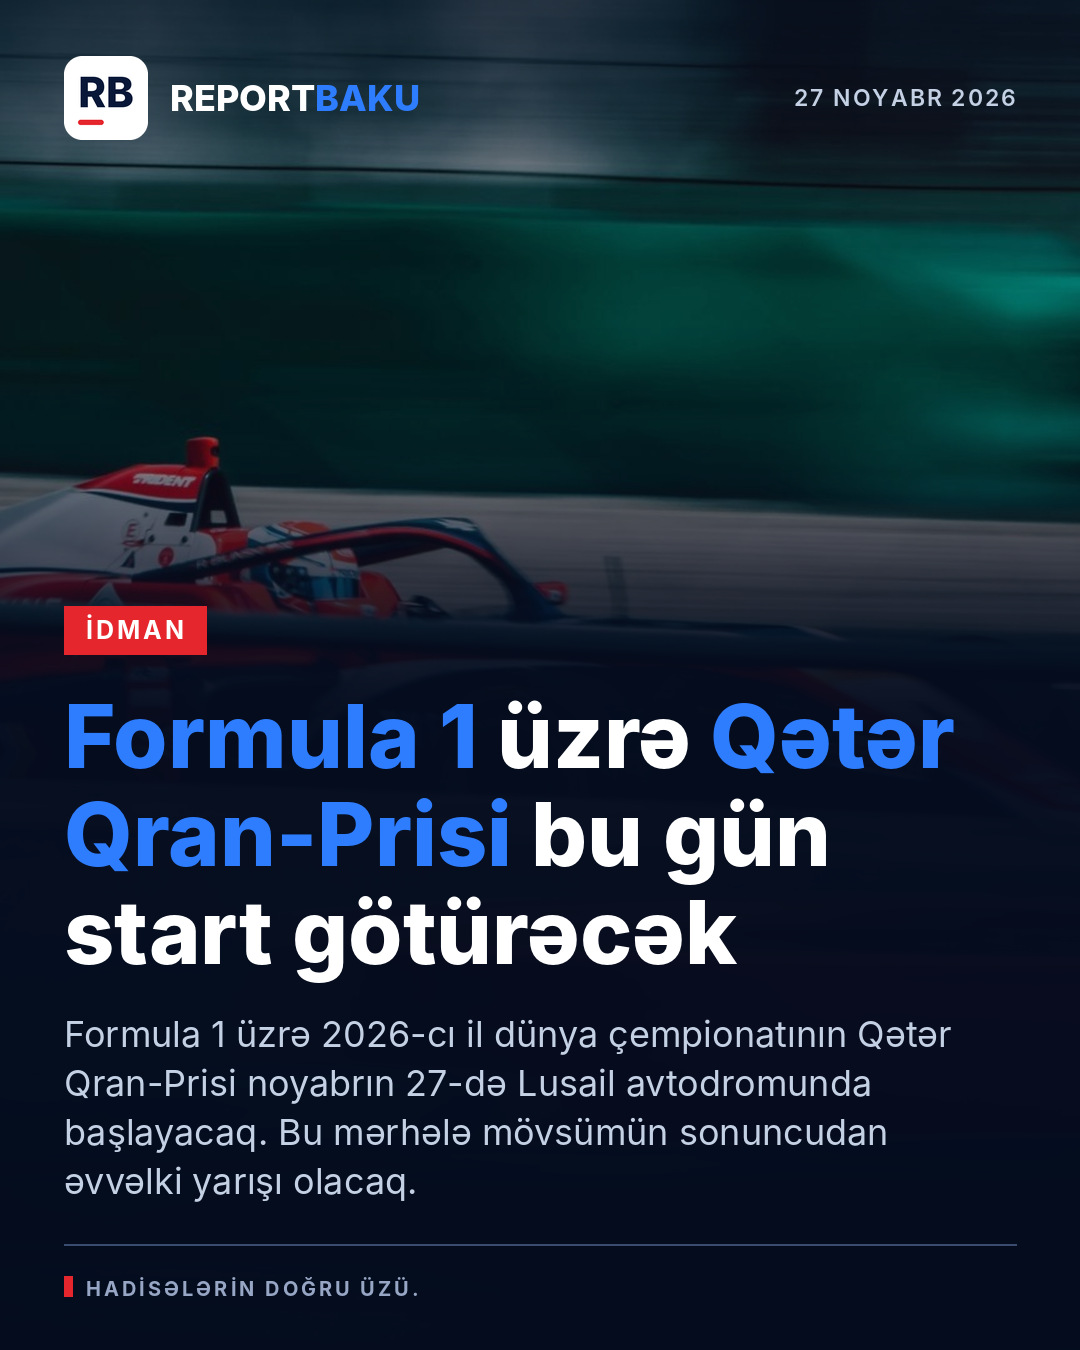 RB
REPORTBAKU
27 NOYABR 2026
TRIDENT
İDMAN
Formula 1 üzrə Qətər
Qran-Prisi bu gün
start götürəcək
Formula 1 üzrə 2026-cı il dünya çempionatının Qətər
Qran-Prisi noyabrın 27-də Lusail avtodromunda
başlayacaq. Bu mərhələ mövsümün sonuncudan
əvvəlki yarışı olacaq.
HADİSƏLƏRİN DOĞRU ÜZÜ.